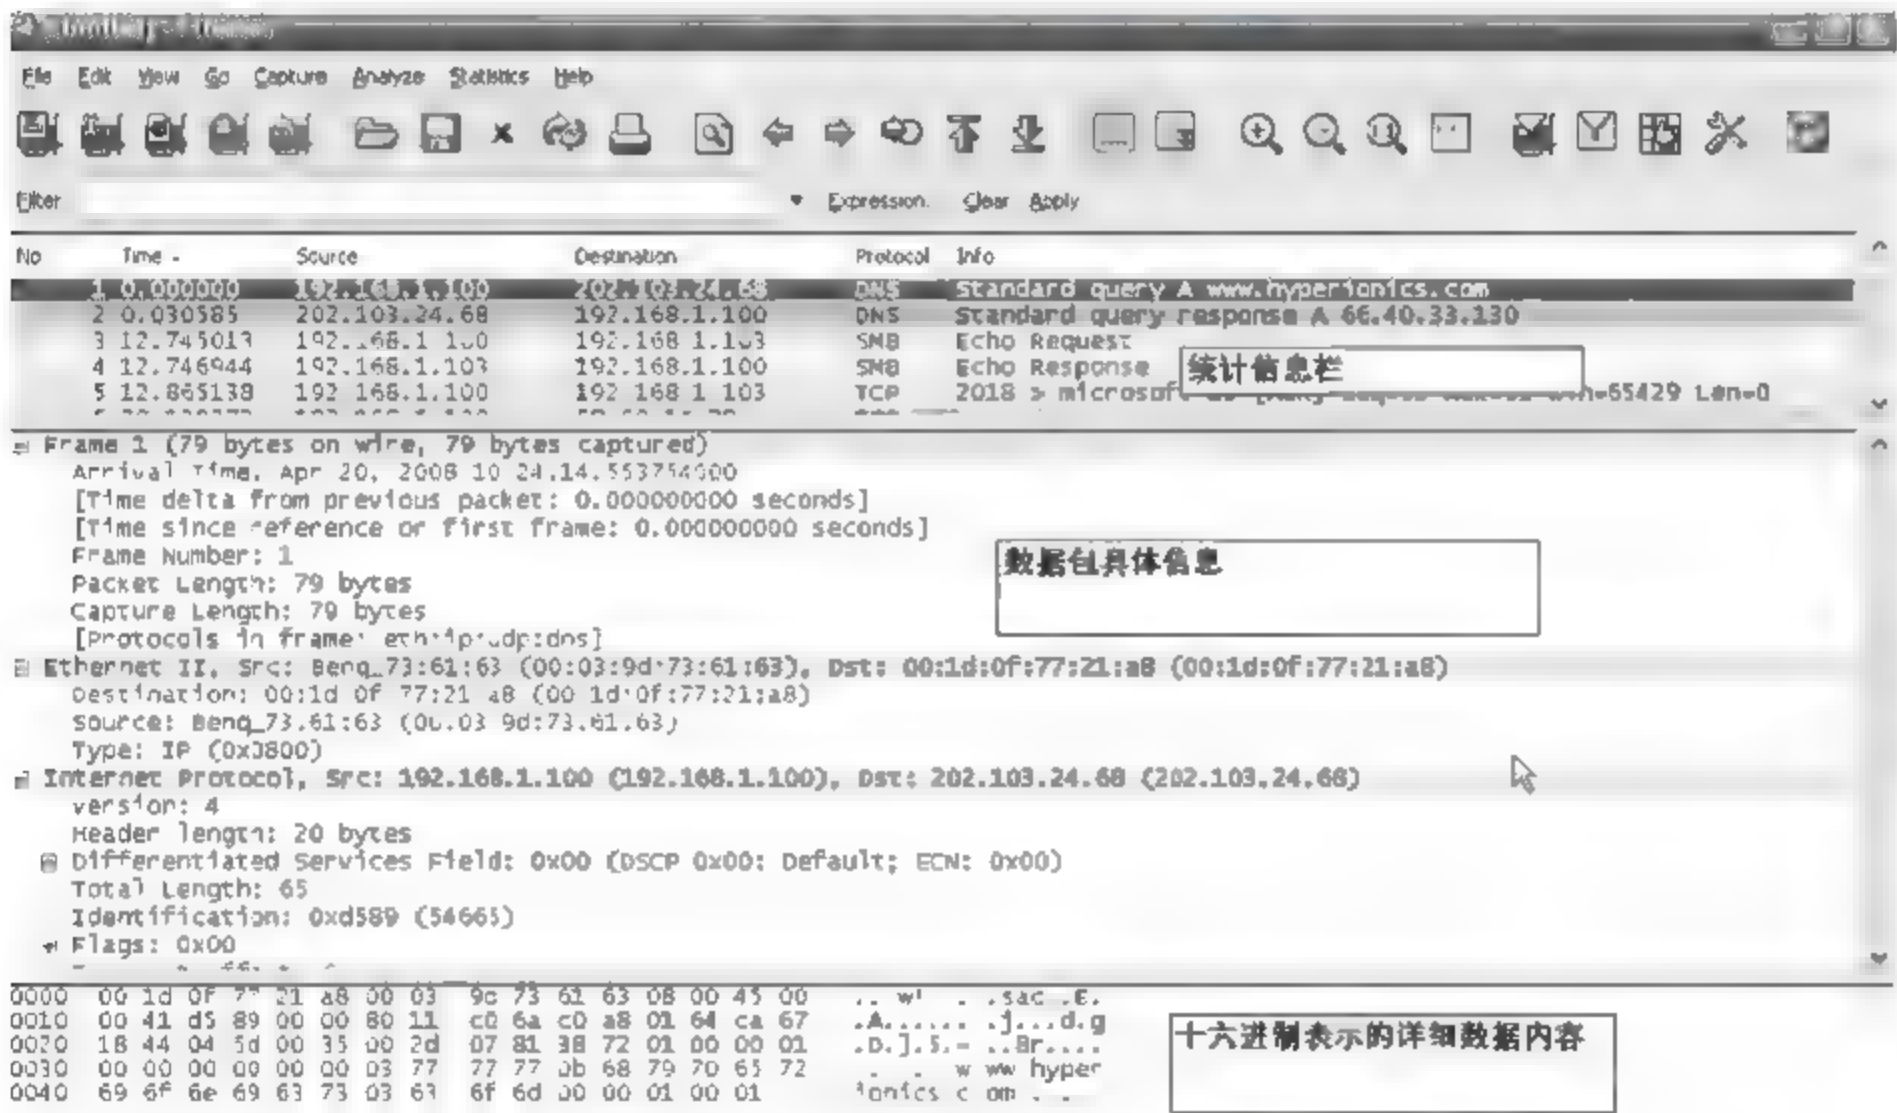 File Edit View Go Capture Analyze Statistics Help
Filter Expression. Clear Apply
No Time - Source Destination Protocol Info
1 0.000000 192.168.1.100 202.103.24.68 DNS Standard query A www.hyperionics.com
2 0.030585 202.103.24.68 192.168.1.100 DNS Standard query response A 66.40.33.130
3 12.745013 192.168.1.100 192.168.1.103 SMB Echo Request
4 12.746944 192.168.1.103 192.168.1.100 SMB Echo Response
统计信息栏
5 12.865138 192.168.1.100 192.168.1.103 TCP 2018 > microsoft Win=65429 Len=0
Frame 1 (79 bytes on wire, 79 bytes captured)
Arrival Time: Apr 20, 2008 10:24:14.553754000
[Time delta from previous packet: 0.000000000 seconds]
[Time since reference or first frame: 0.000000000 seconds]
Frame Number: 1
数据包具体信息
Packet Length: 79 bytes
Capture Length: 79 bytes
[Protocols in frame: eth:ip:udp:dns]
Ethernet II, Src: Benq_73:61:63 (00:03:9d:73:61:63), Dst: 00:1d:0f:77:21:a8 (00:1d:0f:77:21:a8)
Destination: 00:1d:0f:77:21:a8 (00:1d:0f:77:21:a8)
Source: Benq_73:61:63 (00:03:9d:73:61:63)
Type: IP (0x0800)
Internet Protocol, Src: 192.168.1.100 (192.168.1.100), Dst: 202.103.24.68 (202.103.24.68)
Version: 4
Header length: 20 bytes
Differentiated Services Field: 0x00 (DSCP 0x00: Default; ECN: 0x00)
Total Length: 65
Identification: 0xd589 (54665)
Flags: 0x00
0000 00 1d 0f 77 21 a8 00 03 9d 73 61 63 08 00 45 00 .. w! . .sac .E.
0010 00 41 d5 89 00 00 80 11 c0 6a c0 a8 01 64 ca 67 .A...... .j...d.g
0020 18 44 04 5d 00 35 00 2d 07 81 38 72 01 00 00 01 .D.].5.- ..8r....
0030 00 00 00 00 00 00 03 77 77 77 0b 68 79 70 65 72 . . w ww hyper
0040 69 6f 6e 69 63 73 03 63 6f 6d 00 00 01 00 01 ionics c om . .
十六进制表示的详细数据内容